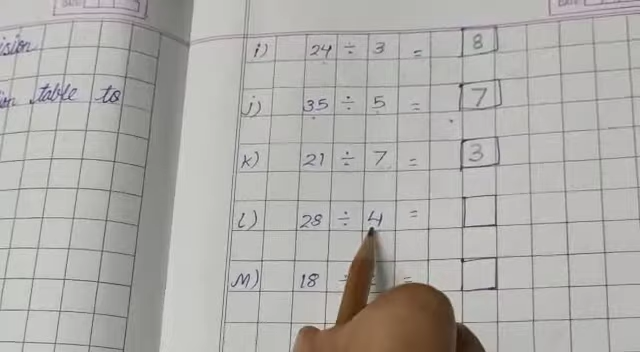 ision
table to
i) 24 ÷ 3 = 8
j) 35 ÷ 5 = 7
K) 21 ÷ 7 = 3
l) 28 ÷ 4 =
M) 18 ÷ =